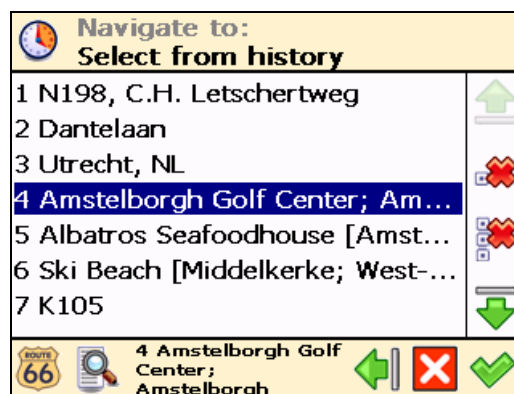 Navigate to:
Select from history
1 N198, C.H. Letschertweg
2 Dantelaan
3 Utrecht, NL
4 Amstelborgh Golf Center; Am...
5 Albatros Seafoodhouse [Amst...
6 Ski Beach [Middelkerke; West-...
7 K105
ROUTE
66
4 Amstelborgh Golf
Center;
Amstelborgh